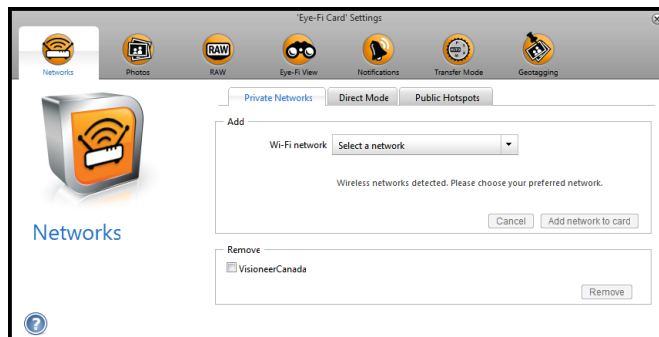 'Eye-Fi Card' Settings
Networks
Photos
RAW
RAW
Eye-Fi View
Notifications
Transfer Mode
Geotagging
Private Networks
Direct Mode
Public Hotspots
Add
Wi-Fi network
Select a network
Wireless networks detected. Please choose your preferred network.
Cancel
Add network to card
Networks
Remove
VisioneerCanada
Remove
?